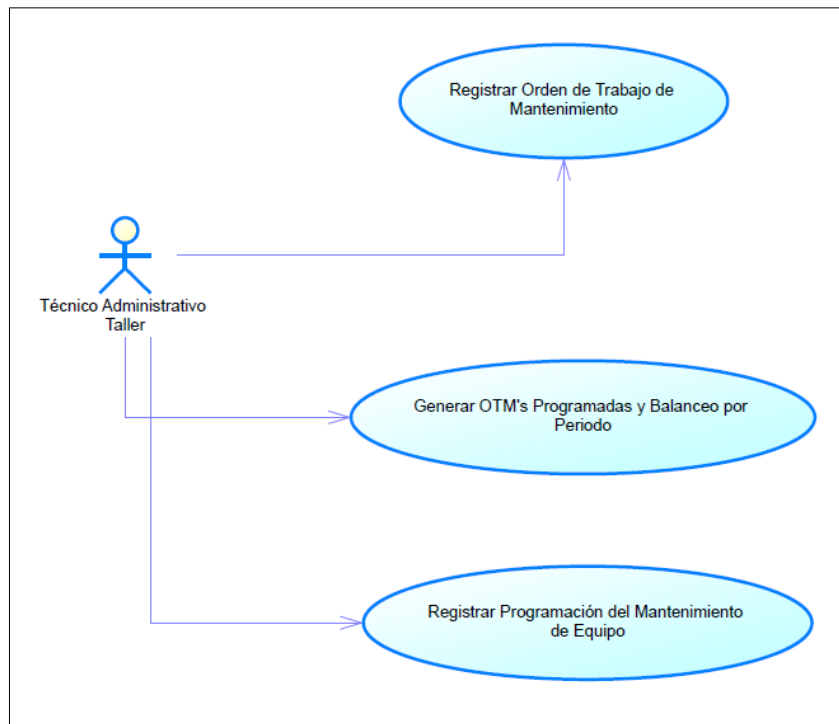 Registrar Orden de Trabajo de
Mantenimiento
Técnico Administrativo
Taller
Generar OTM's Programadas y Balanceo por
Periodo
Registrar Programación del Mantenimiento
de Equipo